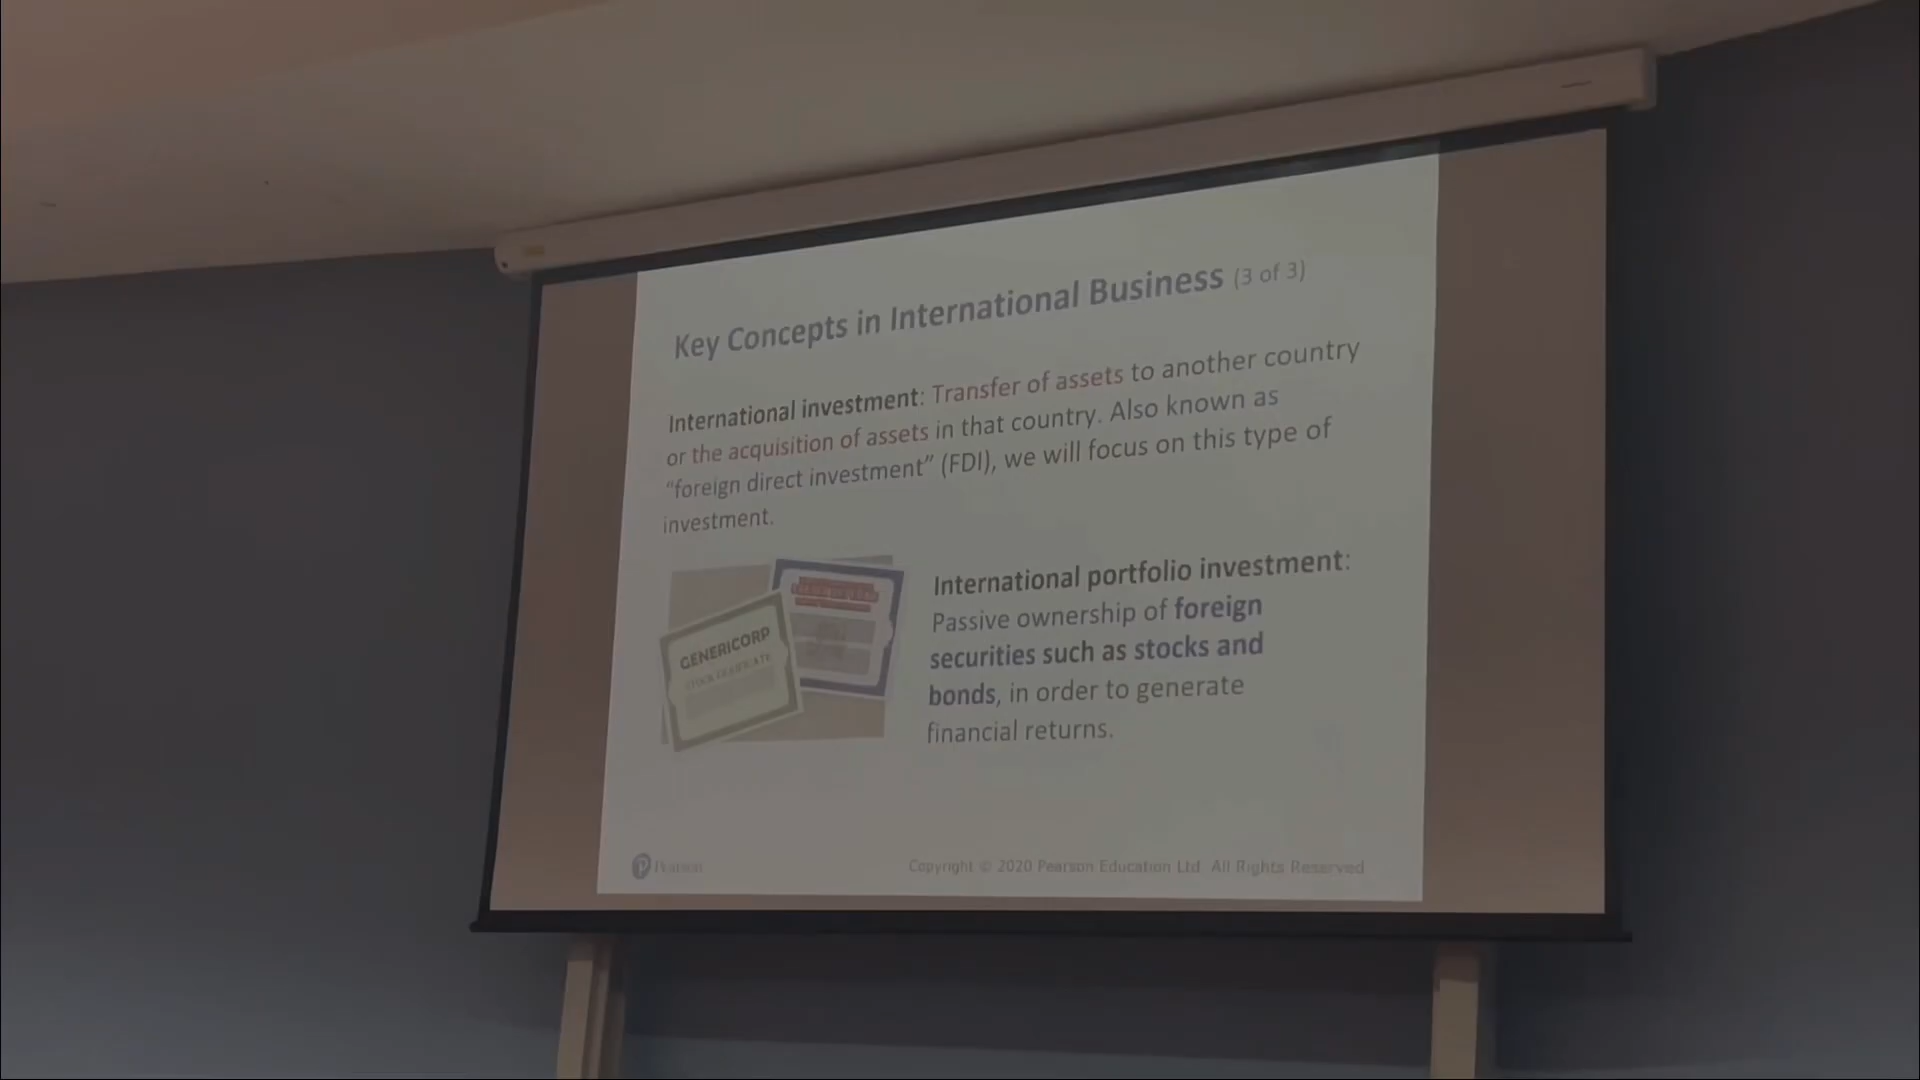 Key Concepts in International Business (3 of 3)
International investment: Transfer of assets to another country
or the acquisition of assets in that country. Also known as
“foreign direct investment” (FDI), we will focus on this type of
investment.
GENERICORP
STOCK CERTIFICATE
International portfolio investment:
Passive ownership of foreign
securities such as stocks and
bonds, in order to generate
financial returns.
Pearson
Copyright © 2020 Pearson Education Ltd. All Rights Reserved